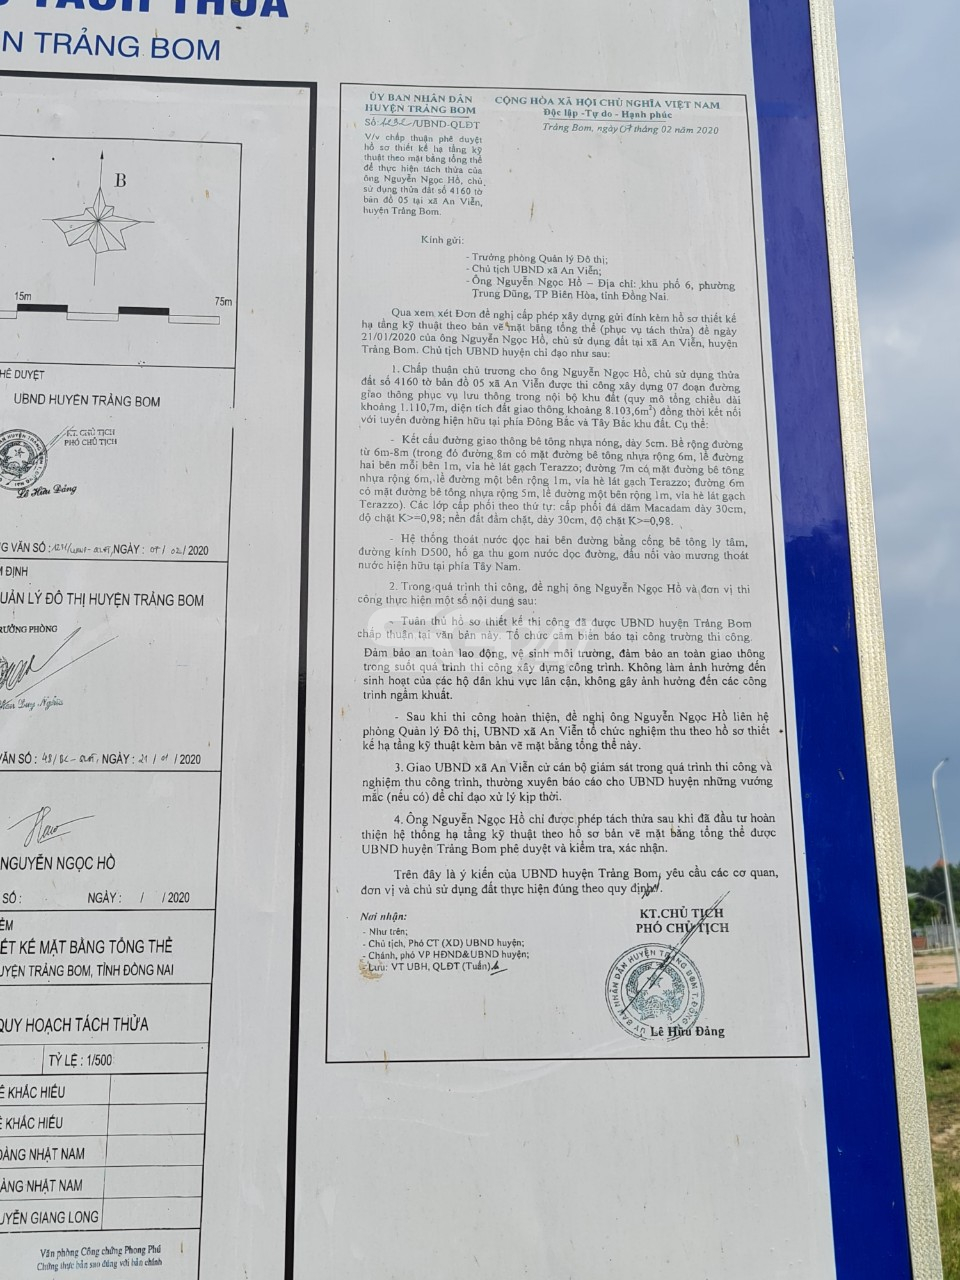 TÁCH THỬA
N TRẢNG BOM
B
15m
75m
HÊ DUYỆT
UBND HUYỆN TRẢNG BOM
KT. CHỦ TỊCH
PHÓ CHỦ TỊCH
Lê Hữu Đảng
G VĂN SỐ : NGÀY : 07 / 02 / 2020
M ĐỊNH
UẢN LÝ ĐÔ THỊ HUYỆN TRẢNG BOM
RƯỞNG PHÒNG
VĂN SỐ : NGÀY : 21 / 01 / 2020
NGUYỄN NGỌC HỒ
SỐ : NGÀY : / / 2020
ẾT KẾ MẶT BẰNG TỔNG THỂ
UYỆN TRẢNG BOM, TỈNH ĐỒNG NAI
QUY HOẠCH TÁCH THỬA
TỶ LỆ : 1/500
Ê KHẮC HIẾU
Ê KHẮC HIẾU
OÀNG NHẬT NAM
ÀNG NHẬT NAM
UYỄN GIANG LONG
Văn phòng Công chứng Phong Phú
Chứng thực bản sao đúng với bản chính
ỦY BAN NHÂN DÂN
HUYỆN TRẢNG BOM
Số: /UBND-QLĐT
V/v chấp thuận phê duyệt
hồ sơ thiết kế hạ tầng kỹ
thuật theo mặt bằng tổng thể
để thực hiện tách thửa của
ông Nguyễn Ngọc Hồ, chủ
sử dụng thửa đất số 4160 tờ
bản đồ 05 tại xã An Viễn,
huyện Trảng Bom.
CỘNG HÒA XÃ HỘI CHỦ NGHĨA VIỆT NAM
Độc lập -Tự do - Hạnh phúc
Trảng Bom, ngày 07 tháng 02 năm 2020
Kính gửi:
- Trưởng phòng Quản lý Đô thị;
- Chủ tịch UBND xã An Viễn;
- Ông Nguyễn Ngọc Hồ – Địa chỉ: khu phố 6, phường
Trung Dũng, TP Biên Hòa, tỉnh Đồng Nai.
Qua xem xét Đơn đề nghị cấp phép xây dựng gửi đính kèm hồ sơ thiết kế
hạ tầng kỹ thuật theo bản vẽ mặt bằng tổng thể (phục vụ tách thửa) đề ngày
21/01/2020 của ông Nguyễn Ngọc Hồ, chủ sử dụng đất tại xã An Viễn, huyện
Trảng Bom. Chủ tịch UBND huyện chỉ đạo như sau:
1. Chấp thuận chủ trương cho ông Nguyễn Ngọc Hồ, chủ sử dụng thửa
đất số 4160 tờ bản đồ 05 xã An Viễn được thi công xây dựng 07 đoạn đường
giao thông phục vụ lưu thông trong nội bộ khu đất (quy mô tổng chiều dài
khoảng 1.110,7m, diện tích đất giao thông khoảng 8.103,6m²) đồng thời kết nối
với tuyến đường hiện hữu tại phía Đông Bắc và Tây Bắc khu đất. Cụ thể:
- Kết cấu đường giao thông bê tông nhựa nóng, dày 5cm. Bề rộng đường
từ 6m-8m (trong đó đường 8m có mặt đường bê tông nhựa rộng 6m, lề đường
hai bên mỗi bên 1m, vỉa hè lát gạch Terazzo; đường 7m có mặt đường bê tông
nhựa rộng 6m, lề đường một bên rộng 1m, vỉa hè lát gạch Terazzo; đường 6m
có mặt đường bê tông nhựa rộng 5m, lề đường một bên rộng 1m, vỉa hè lát gạch
Terazzo). Các lớp cấp phối theo thứ tự: cấp phối đá dăm Macadam dày 30cm,
độ chặt K>=0,98; nền đất đầm chặt, dày 30cm, độ chặt K>=0,98.
- Hệ thống thoát nước dọc hai bên đường bằng cống bê tông ly tâm,
đường kính D500, hố ga thu gom nước dọc đường, đấu nối vào mương thoát
nước hiện hữu tại phía Tây Nam.
2. Trong quá trình thi công, đề nghị ông Nguyễn Ngọc Hồ và đơn vị thi
công thực hiện một số nội dung sau:
- Tuân thủ hồ sơ thiết kế thi công đã được UBND huyện Trảng Bom
chấp thuận tại văn bản này. Tổ chức cắm biển báo tại công trường thi công.
Đảm bảo an toàn lao động, vệ sinh môi trường, đảm bảo an toàn giao thông
trong suốt quá trình thi công xây dựng công trình. Không làm ảnh hưởng đến
sinh hoạt của các hộ dân khu vực lân cận, không gây ảnh hưởng đến các công
trình ngầm khuất.
- Sau khi thi công hoàn thiện, đề nghị ông Nguyễn Ngọc Hồ liên hệ
phòng Quản lý Đô thị, UBND xã An Viễn tổ chức nghiệm thu theo hồ sơ thiết
kế hạ tầng kỹ thuật kèm bản vẽ mặt bằng tổng thể này.
3. Giao UBND xã An Viễn cử cán bộ giám sát trong quá trình thi công và
nghiệm thu công trình, thường xuyên báo cáo cho UBND huyện những vướng
mắc (nếu có) để chỉ đạo xử lý kịp thời.
4. Ông Nguyễn Ngọc Hồ chỉ được phép tách thửa sau khi đã đầu tư hoàn
thiện hệ thống hạ tầng kỹ thuật theo hồ sơ bản vẽ mặt bằng tổng thể được
UBND huyện Trảng Bom phê duyệt và kiểm tra, xác nhận.
Trên đây là ý kiến của UBND huyện Trảng Bom, yêu cầu các cơ quan,
đơn vị và chủ sử dụng đất thực hiện đúng theo quy định./.
Nơi nhận:
- Như trên;
- Chủ tịch, Phó CT (XD) UBND huyện;
- Chánh, phó VP HĐND&UBND huyện;
- Lưu: VT UBH, QLĐT (Tuấn).
KT.CHỦ TỊCH
PHÓ CHỦ TỊCH
Lê Hữu Đảng